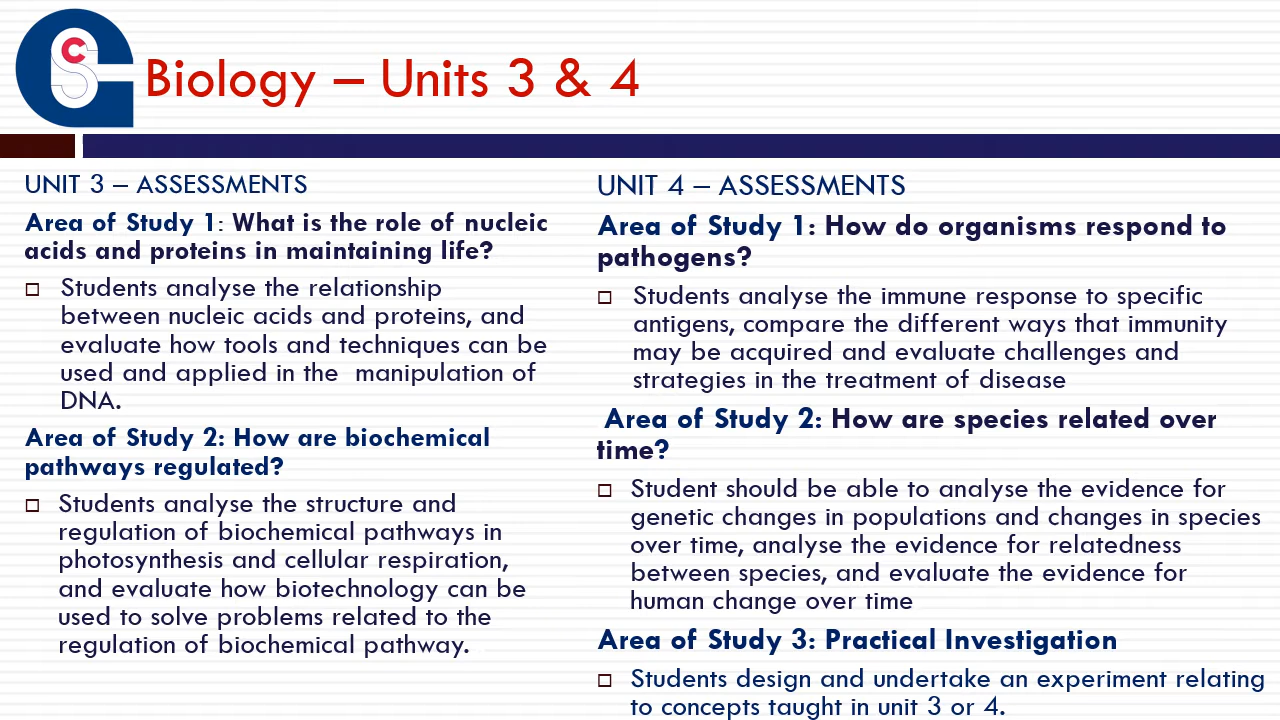 Biology – Units 3 & 4
UNIT 3 – ASSESSMENTS
Area of Study 1: What is the role of nucleic
acids and proteins in maintaining life?
Students analyse the relationship
between nucleic acids and proteins, and
evaluate how tools and techniques can be
used and applied in the  manipulation of
DNA.
Area of Study 2: How are biochemical
pathways regulated?
Students analyse the structure and
regulation of biochemical pathways in
photosynthesis and cellular respiration,
and evaluate how biotechnology can be
used to solve problems related to the
regulation of biochemical pathway.
UNIT 4 – ASSESSMENTS
Area of Study 1: How do organisms respond to
pathogens?
Students analyse the immune response to specific
antigens, compare the different ways that immunity
may be acquired and evaluate challenges and
strategies in the treatment of disease
Area of Study 2: How are species related over
time?
Student should be able to analyse the evidence for
genetic changes in populations and changes in species
over time, analyse the evidence for relatedness
between species, and evaluate the evidence for
human change over time
Area of Study 3: Practical Investigation
Students design and undertake an experiment relating
to concepts taught in unit 3 or 4.